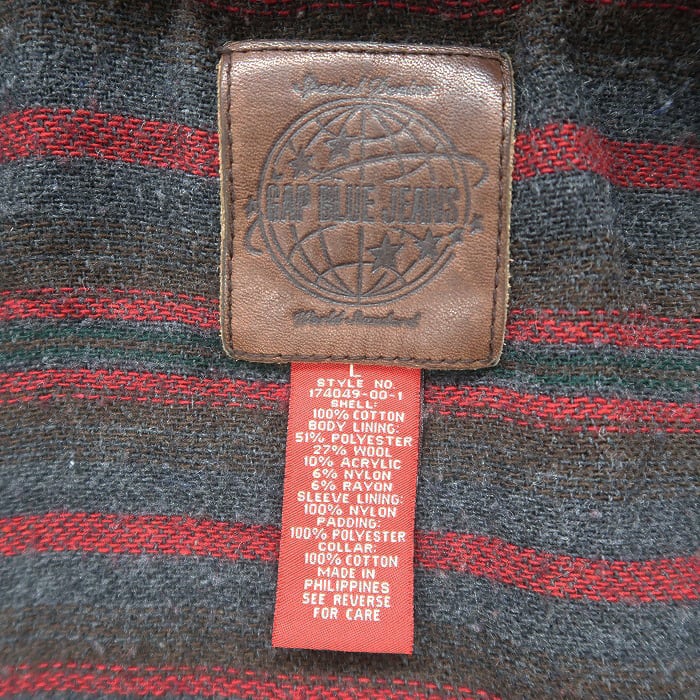 Special Version
GAP BLUE JEANS
World Standard
L
STYLE NO.
174049-00-1
SHELL:
100% COTTON
BODY LINING:
51% POLYESTER
27% WOOL
10% ACRYLIC
6% NYLON
6% RAYON
SLEEVE LINING:
100% NYLON
PADDING:
100% POLYESTER
COLLAR:
100% COTTON
MADE IN
PHILIPPINES
SEE REVERSE
FOR CARE